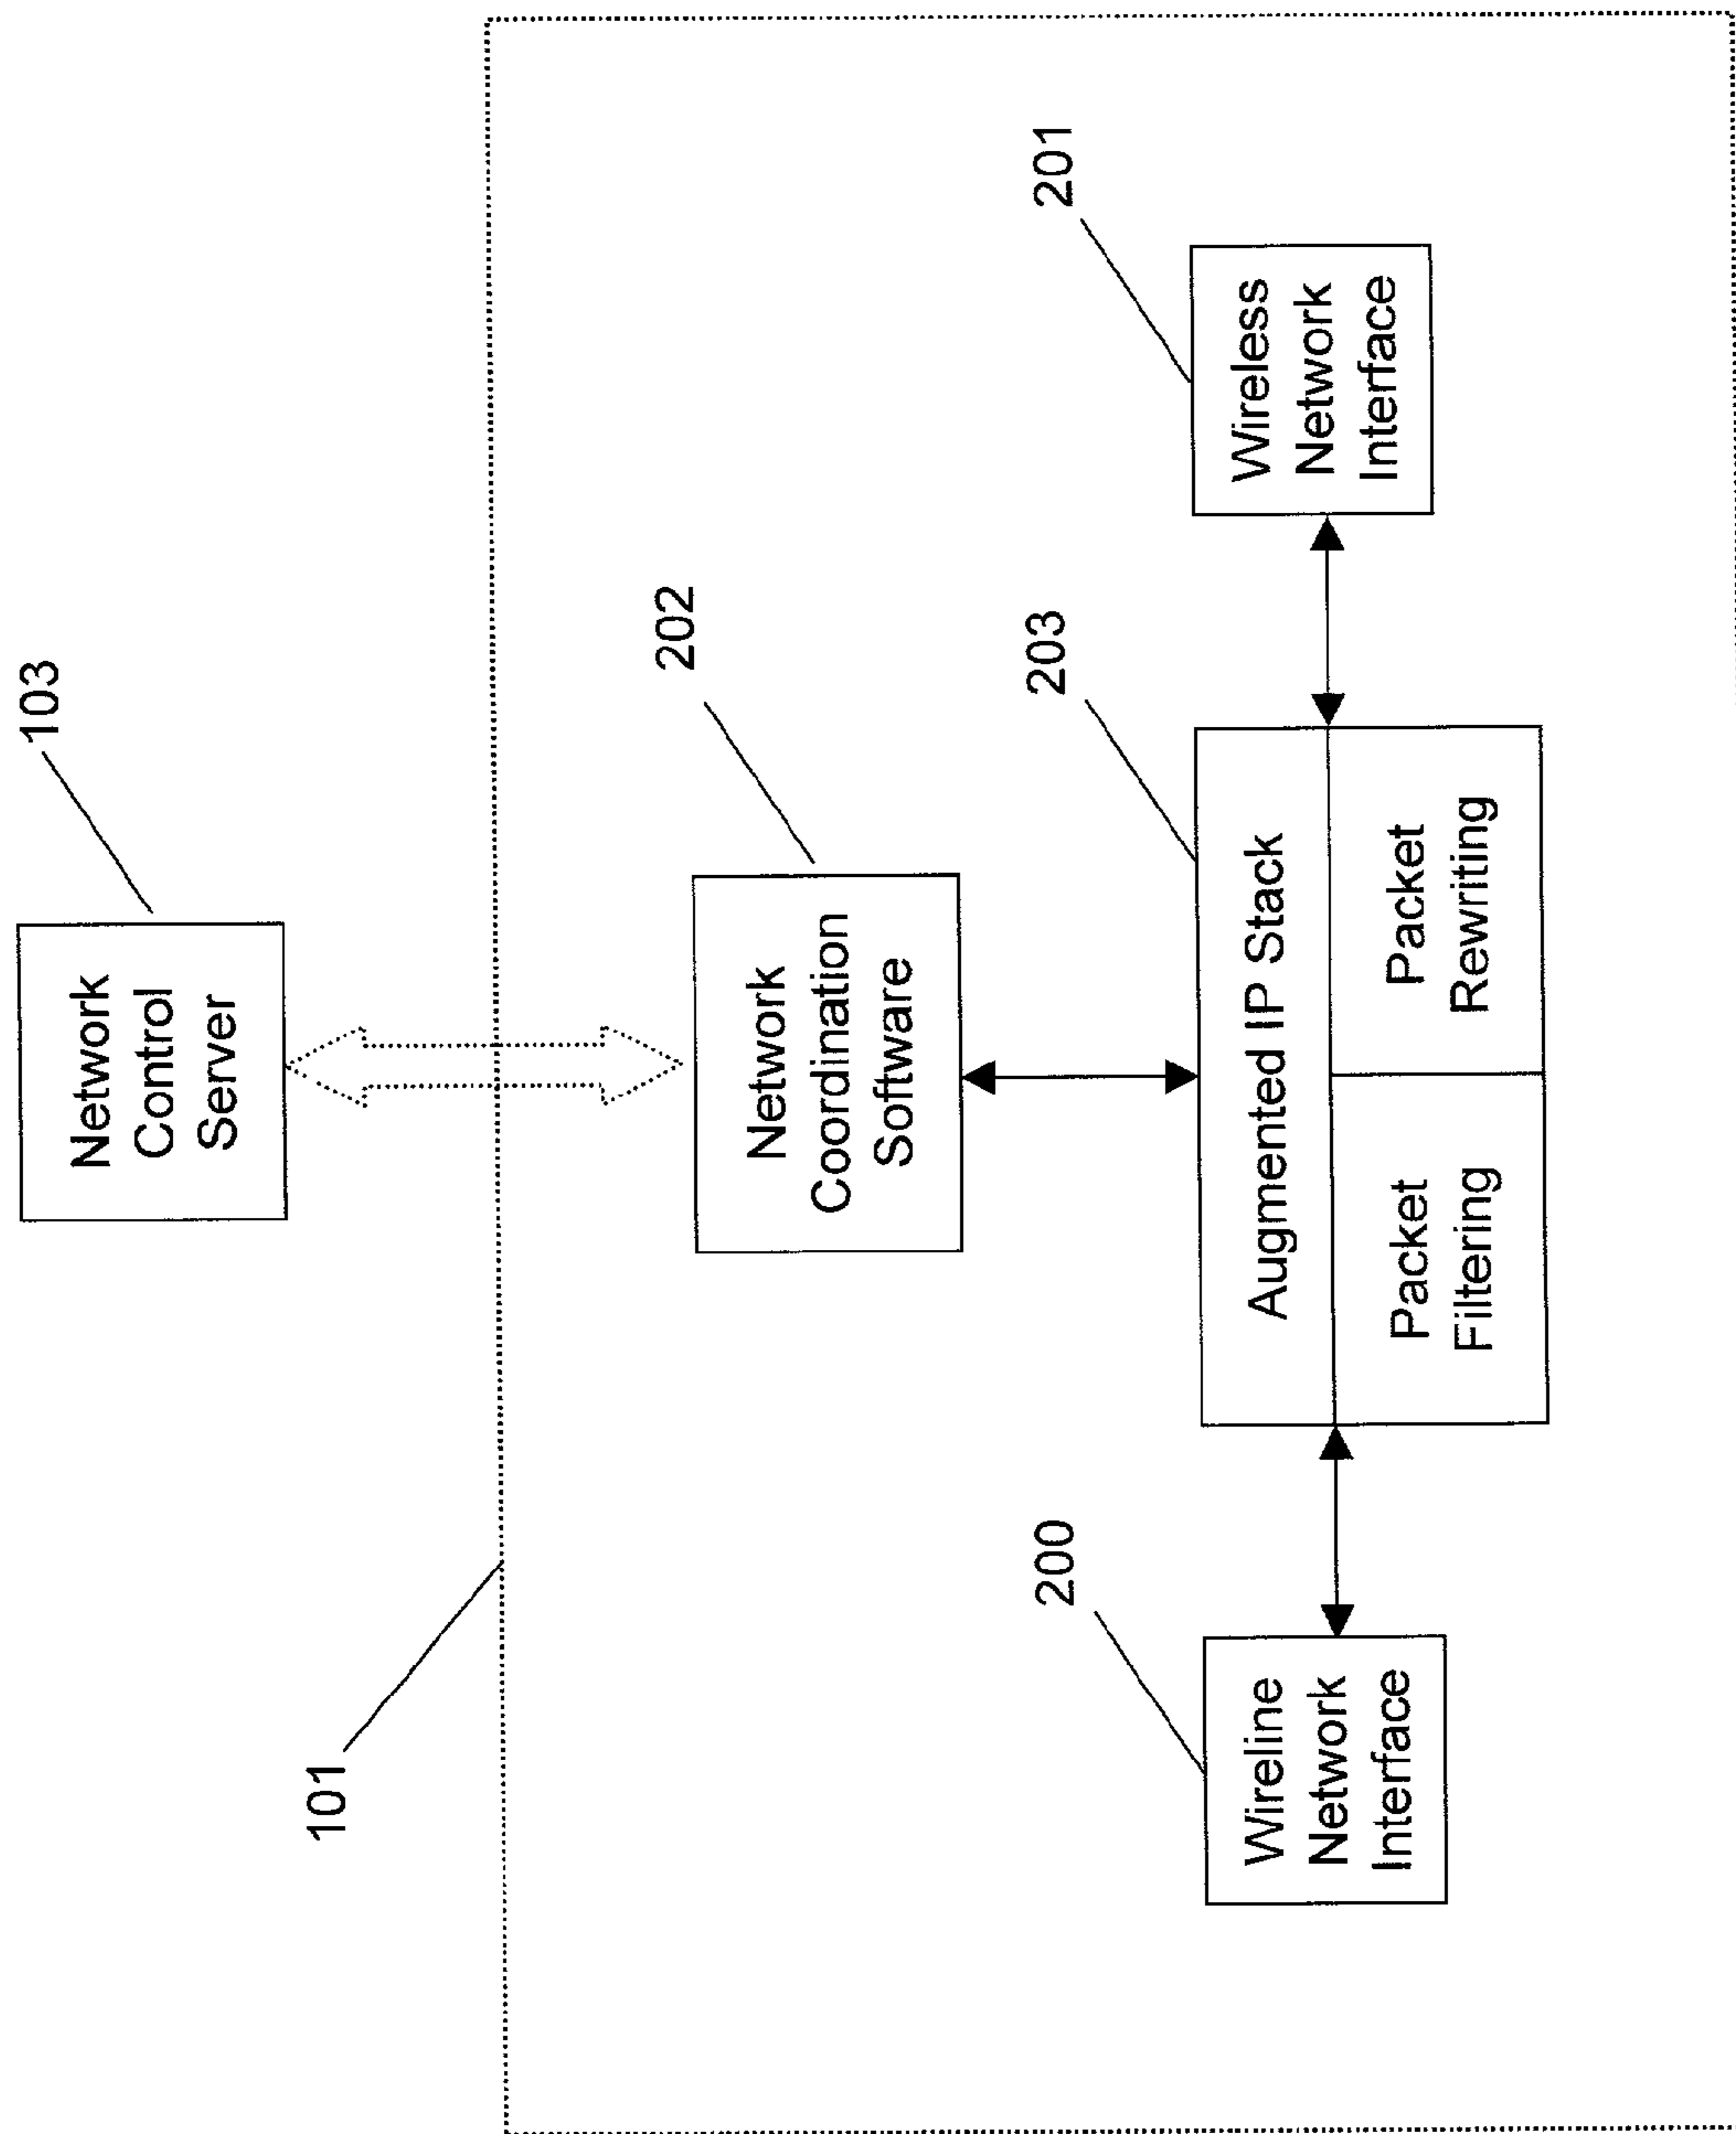 103
Network
Control
Server
101
202
Network
Coordination
Software
200
203
201
Wireline
Network
Interface
Augmented IP Stack
Packet
Filtering
Packet
Rewriting
Wireless
Network
Interface